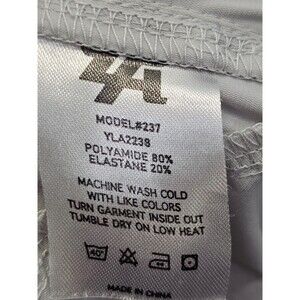 MODEL#237
YLA2238
POLYAMIDE 80%
ELASTANE 20%
MACHINE WASH COLD
WITH LIKE COLORS
TURN GARMENT INSIDE OUT
TUMBLE DRY ON LOW HEAT
40°
MADE IN CHINA